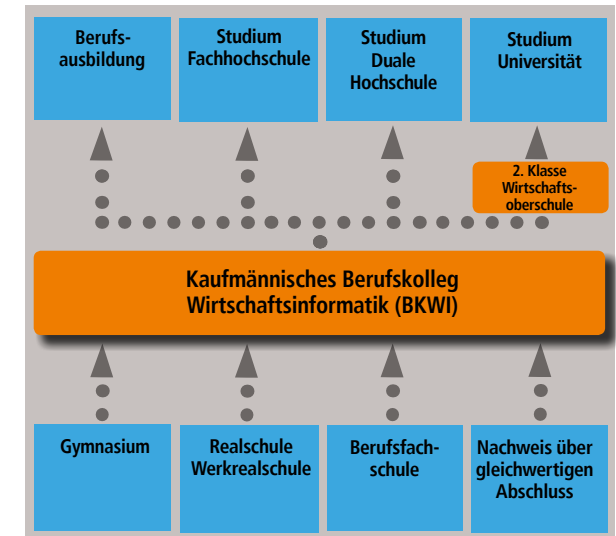 Berufs-
ausbildung
Studium
Fachhochschule
Studium
Duale
Hochschule
Studium
Universität
2. Klasse
Wirtschafts-
oberschule
Kaufmännisches Berufskolleg
Wirtschaftsinformatik (BKWI)
Gymnasium
Realschule
Werkrealschule
Berufsfach-
schule
Nachweis über
gleichwertigen
Abschluss